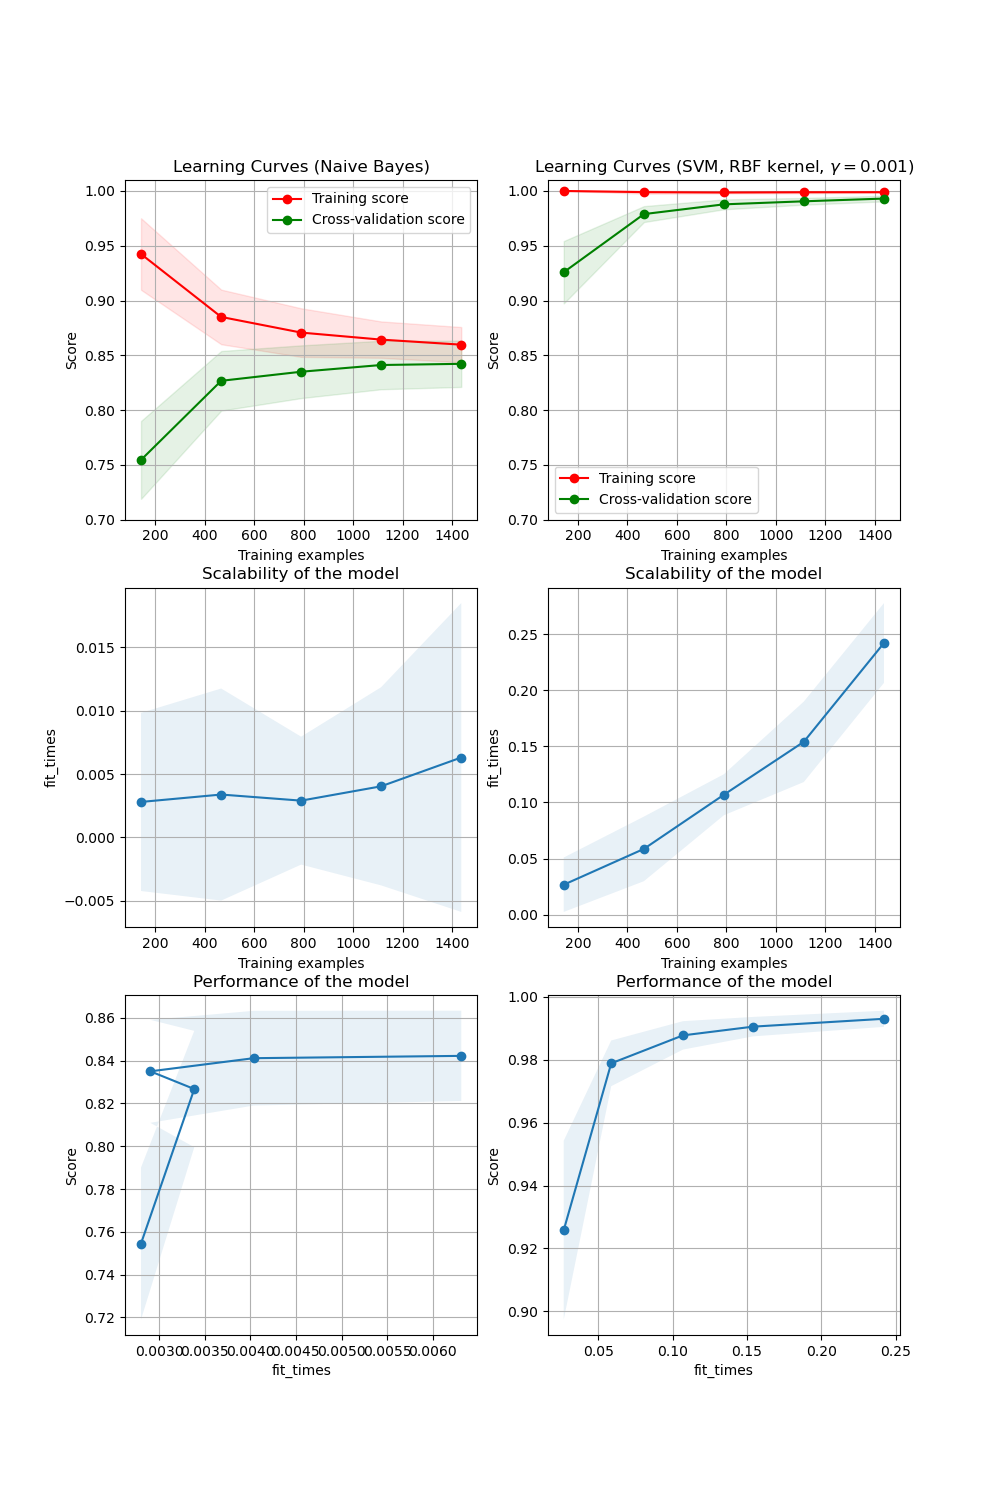 Learning Curves (Naive Bayes)
1.00
0.95
0.90
0.85
0.80
0.75
0.70
Score
Training score
Cross-validation score
200 400 600 800 1000 1200 1400
Training examples
Learning Curves (SVM, RBF kernel, γ = 0.001)
1.00
0.95
0.90
0.85
0.80
0.75
0.70
Score
Training score
Cross-validation score
200 400 600 800 1000 1200 1400
Training examples
Scalability of the model
0.015
0.010
0.005
0.000
−0.005
fit_times
200 400 600 800 1000 1200 1400
Training examples
Scalability of the model
0.25
0.20
0.15
0.10
0.05
0.00
fit_times
200 400 600 800 1000 1200 1400
Training examples
Performance of the model
0.86
0.84
0.82
0.80
0.78
0.76
0.74
0.72
Score
0.0030 0.0035 0.0040 0.0045 0.0050 0.0055 0.0060
fit_times
Performance of the model
1.00
0.98
0.96
0.94
0.92
0.90
Score
0.05 0.10 0.15 0.20 0.25
fit_times